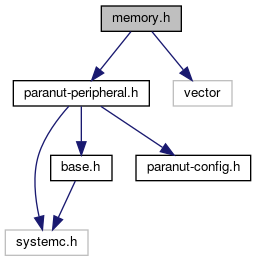 memory.h
paranut-peripheral.h
vector
base.h
paranut-config.h
systemc.h